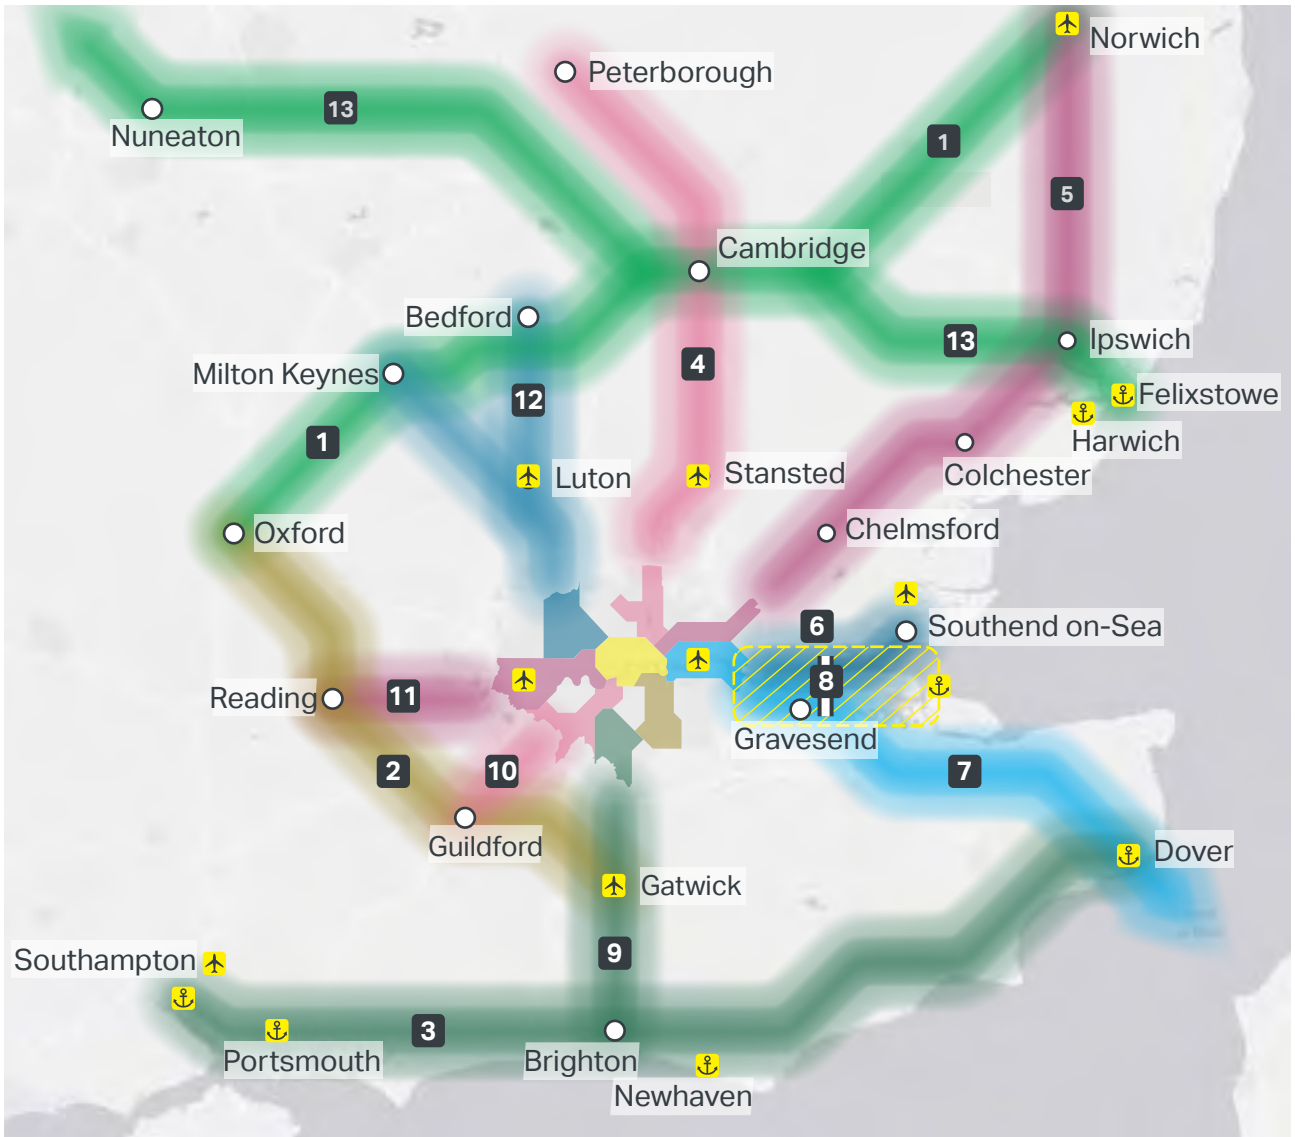 Norwich
Peterborough
13
Nuneaton
1
5
Cambridge
Bedford
13
Ipswich
Milton Keynes
4
12
Felixstowe
1
Harwich
Luton
Stansted
Colchester
Oxford
Chelmsford
6
Southend on-Sea
8
Reading
11
Gravesend
2
10
7
Guildford
Dover
Gatwick
9
Southampton
3
Portsmouth
Brighton
Newhaven